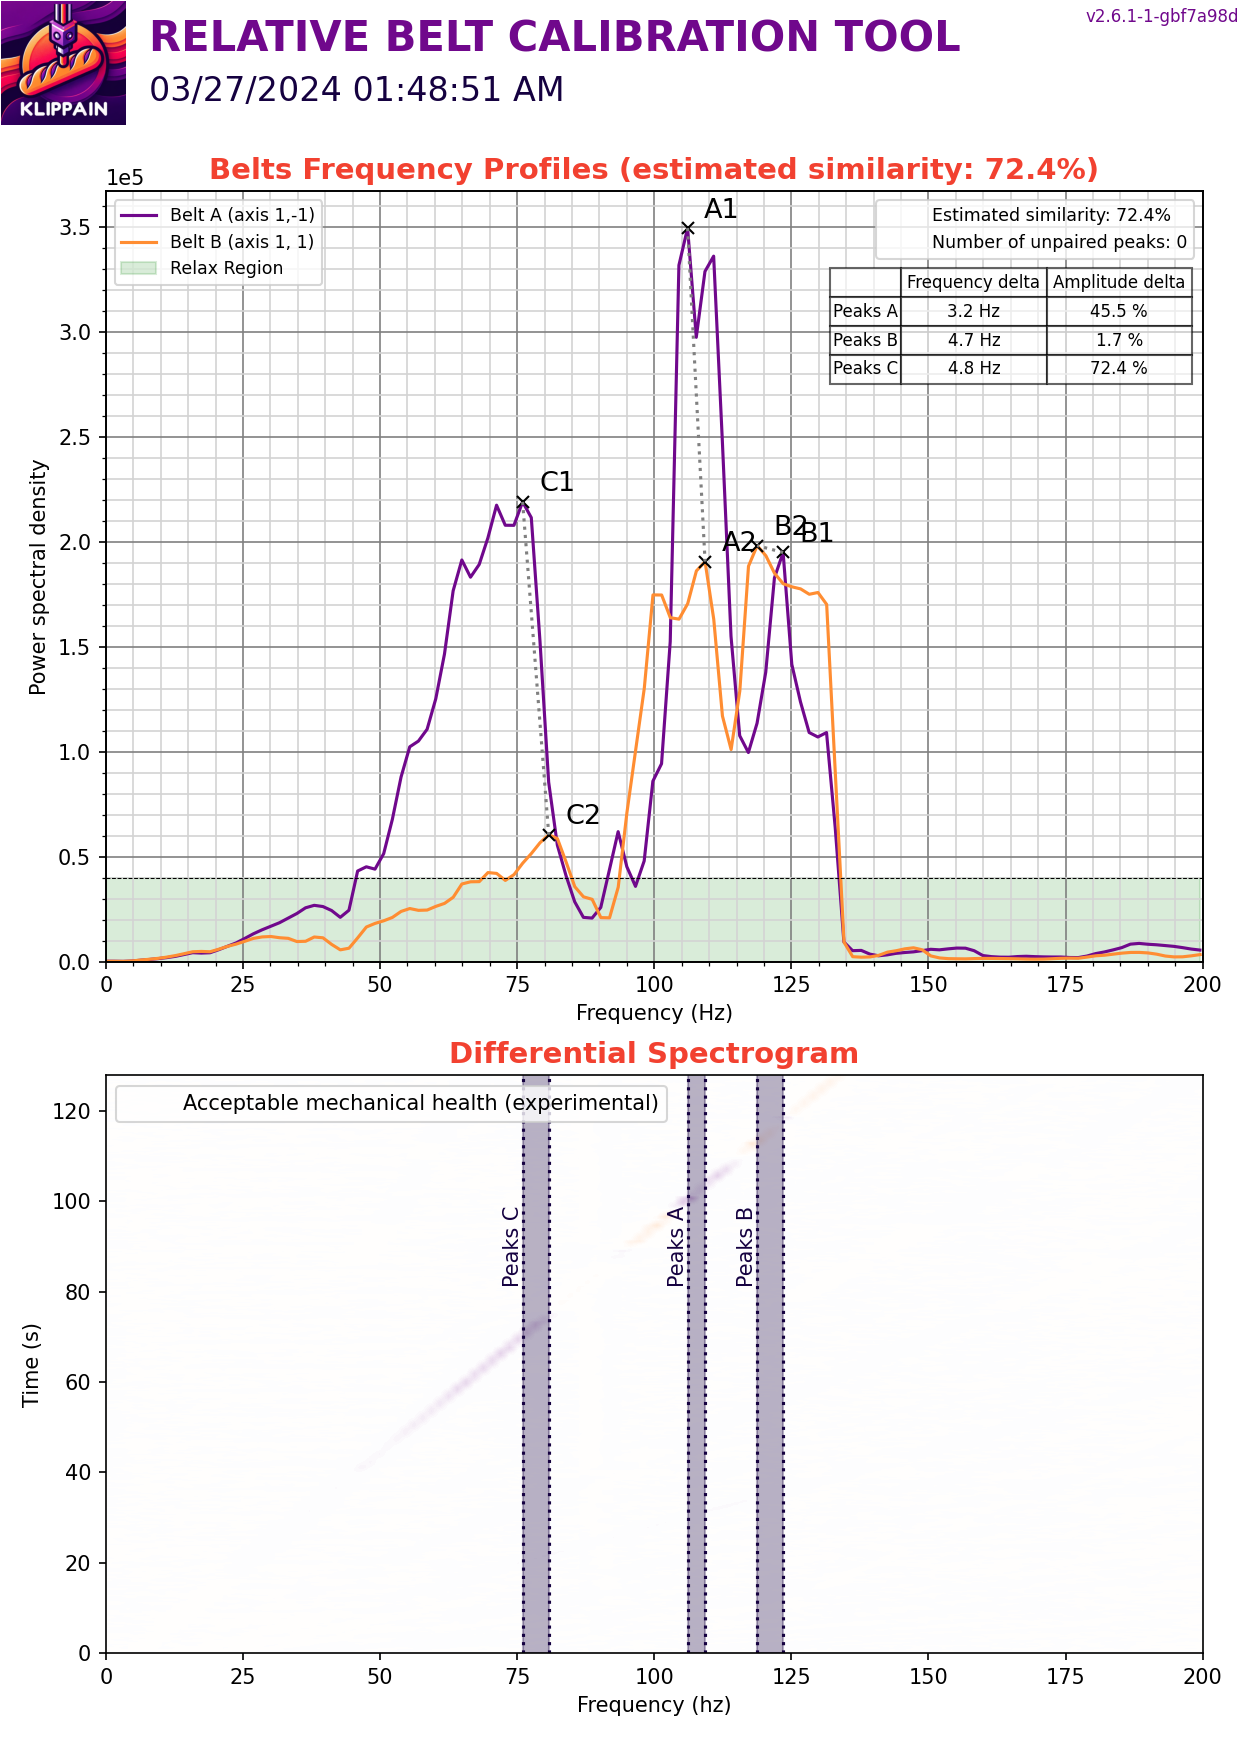 v2.6.1-1-gbf7a98d
RELATIVE BELT CALIBRATION TOOL
03/27/2024 01:48:51 AM
KLIPPAIN
Belts Frequency Profiles (estimated similarity: 72.4%)
1e5
Belt A (axis 1,-1)
Belt B (axis 1, 1)
Relax Region
Estimated similarity: 72.4%
Number of unpaired peaks: 0
Frequency delta Amplitude delta
Peaks A 3.2 Hz 45.5 %
Peaks B 4.7 Hz 1.7 %
Peaks C 4.8 Hz 72.4 %
A1
C1
A2
B2
B1
C2
Power spectral density
3.5
3.0
2.5
2.0
1.5
1.0
0.5
0.0
0 25 50 75 100 125 150 175 200
Frequency (Hz)
Differential Spectrogram
Acceptable mechanical health (experimental)
Peaks C
Peaks A
Peaks B
Time (s)
120
100
80
60
40
20
0
0 25 50 75 100 125 150 175 200
Frequency (hz)